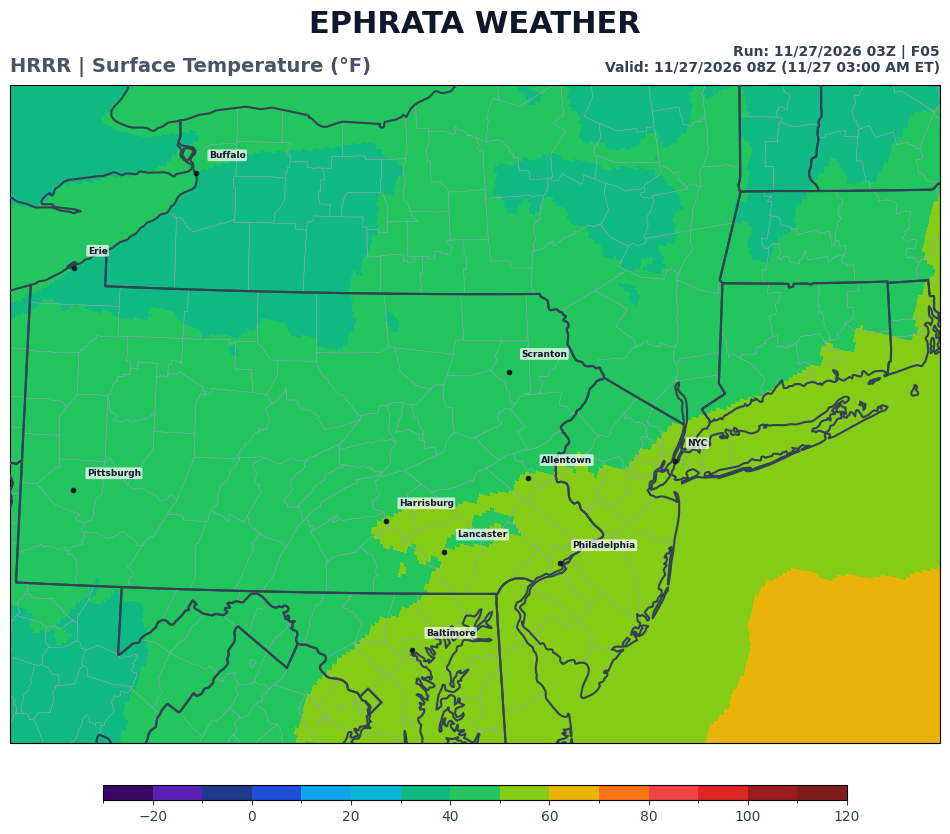 EPHRATA WEATHER
HRRR | Surface Temperature (°F)
Run: 11/27/2026 03Z | F05
Valid: 11/27/2026 08Z (11/27 03:00 AM ET)
Buffalo
Erie
Scranton
NYC
Allentown
Pittsburgh
Harrisburg
Lancaster
Philadelphia
Baltimore
−20 0 20 40 60 80 100 120